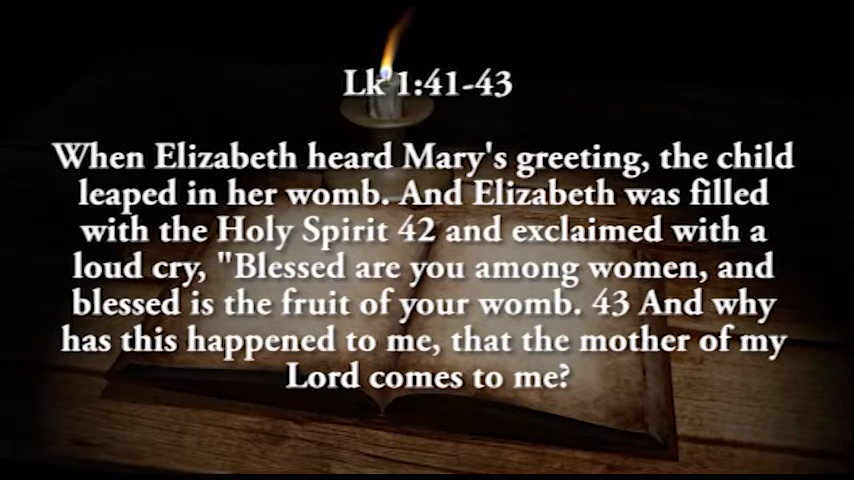 Lk 1:41-43
When Elizabeth heard Mary's greeting, the child
leaped in her womb. And Elizabeth was filled
with the Holy Spirit 42 and exclaimed with a
loud cry, "Blessed are you among women, and
blessed is the fruit of your womb. 43 And why
has this happened to me, that the mother of my
Lord comes to me?